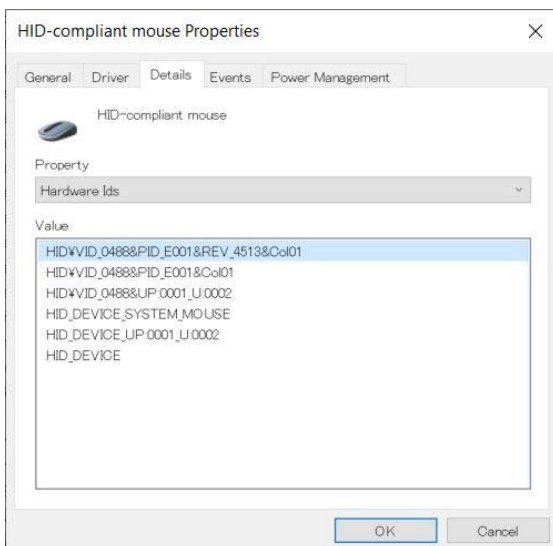 HID-compliant mouse Properties
General Driver Details Events Power Management
HID-compliant mouse
Property
Hardware Ids
Value
HID¥VID_0488&PID_E001&REV_4513&Col01
HID¥VID_0488&PID_E001&Col01
HID¥VID_0488&UP:0001_U:0002
HID_DEVICE_SYSTEM_MOUSE
HID_DEVICE_UP:0001_U:0002
HID_DEVICE
OK Cancel